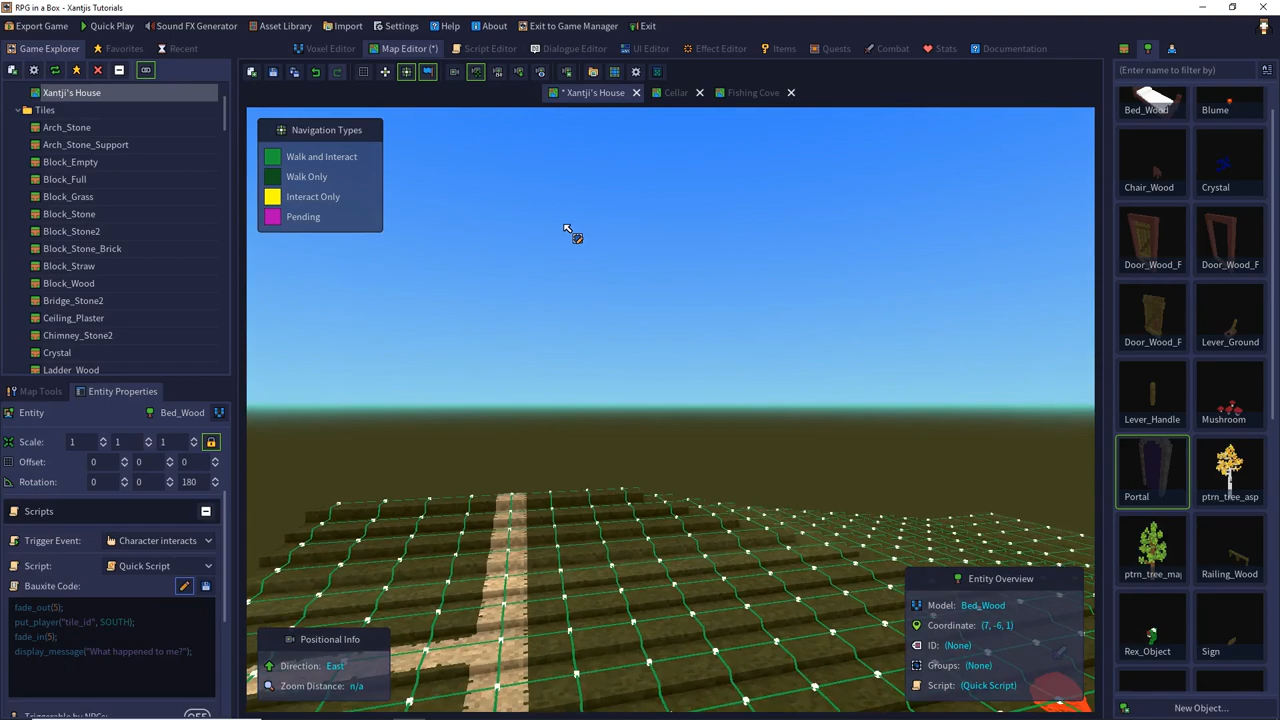 RPG in a Box - Xantjis Tutorials
Export Game
Quick Play
Sound FX Generator
Asset Library
Import
Settings
Help
About
Exit to Game Manager
Exit
Game Explorer
Favorites
Recent
Voxel Editor
Map Editor (*)
Script Editor
Dialogue Editor
UI Editor
Effect Editor
Items
Quests
Combat
Stats
Documentation
(Enter name to filter by)
* Xantji's House
Cellar
Fishing Cove
Xantji's House
Tiles
Arch_Stone
Arch_Stone_Support
Block_Empty
Block_Full
Block_Grass
Block_Stone
Block_Stone2
Block_Stone_Brick
Block_Straw
Block_Wood
Bridge_Stone2
Ceiling_Plaster
Chimney_Stone2
Crystal
Ladder_Wood
Navigation Types
Walk and Interact
Walk Only
Interact Only
Pending
Map Tools
Entity Properties
Entity
Bed_Wood
Scale: 1 1 1
Offset: 0 0 0
Rotation: 0 0 180
Scripts
Trigger Event: Character interacts
Script: Quick Script
Bauxite Code:
fade_out(5);
put_player("tile_id", SOUTH);
fade_in(5);
display_message("What happened to me?");
Triggerable by NPCs: OFF
Positional Info
Direction: East
Zoom Distance: n/a
Entity Overview
Model: Bed_Wood
Coordinate: (7, -6, 1)
ID: (None)
Groups: (None)
Script: (Quick Script)
Bed_Wood
Blume
Chair_Wood
Crystal
Door_Wood_F
Door_Wood_F
Door_Wood_F
Lever_Ground
Lever_Handle
Mushroom
Portal
ptrn_tree_asp
ptrn_tree_ma
Railing_Wood
Rex_Object
Sign
New Object...